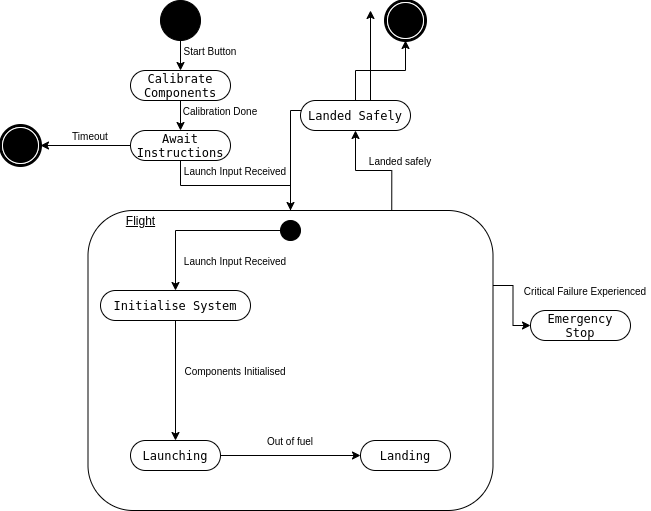 Start Button
Calibrate
Components
Calibration Done
Landed Safely
Timeout
Await
Instructions
Launch Input Received
Landed safely
Flight
Launch Input Received
Critical Failure Experienced
Initialise System
Emergency
Stop
Components Initialised
Out of fuel
Launching
Landing